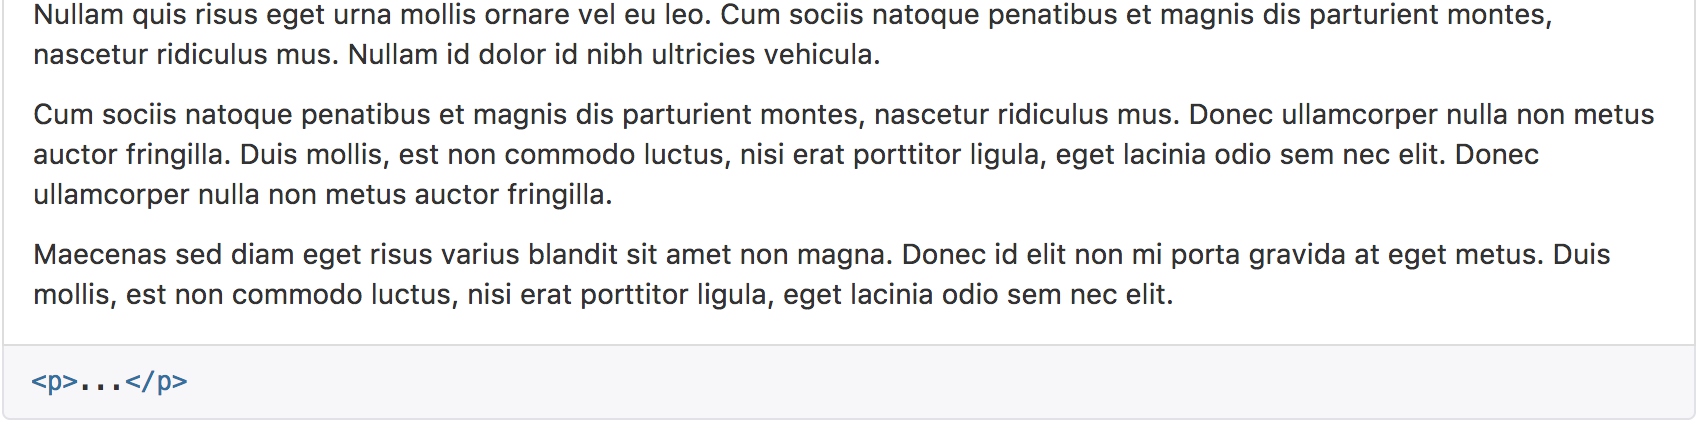 Nullam quis risus eget urna mollis ornare vel eu leo. Cum sociis natoque penatibus et magnis dis parturient montes,
nascetur ridiculus mus. Nullam id dolor id nibh ultricies vehicula.
Cum sociis natoque penatibus et magnis dis parturient montes, nascetur ridiculus mus. Donec ullamcorper nulla non metus
auctor fringilla. Duis mollis, est non commodo luctus, nisi erat porttitor ligula, eget lacinia odio sem nec elit. Donec
ullamcorper nulla non metus auctor fringilla.
Maecenas sed diam eget risus varius blandit sit amet non magna. Donec id elit non mi porta gravida at eget metus. Duis
mollis, est non commodo luctus, nisi erat porttitor ligula, eget lacinia odio sem nec elit.
<p>...</p>